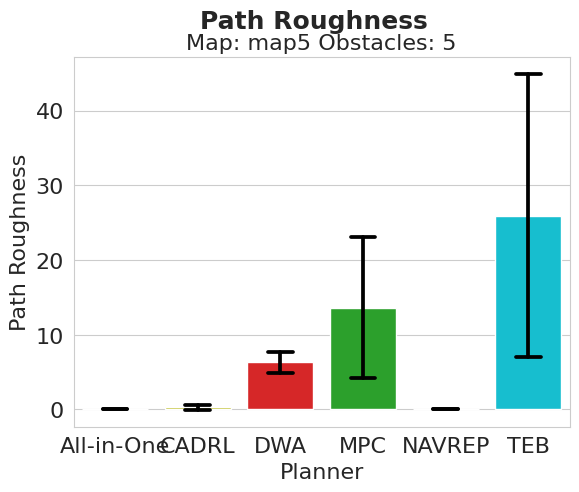 Path Roughness
Map: map5 Obstacles: 5
Path Roughness
40
30
20
10
0
All-in-One CADRL DWA MPC NAVREP TEB
Planner